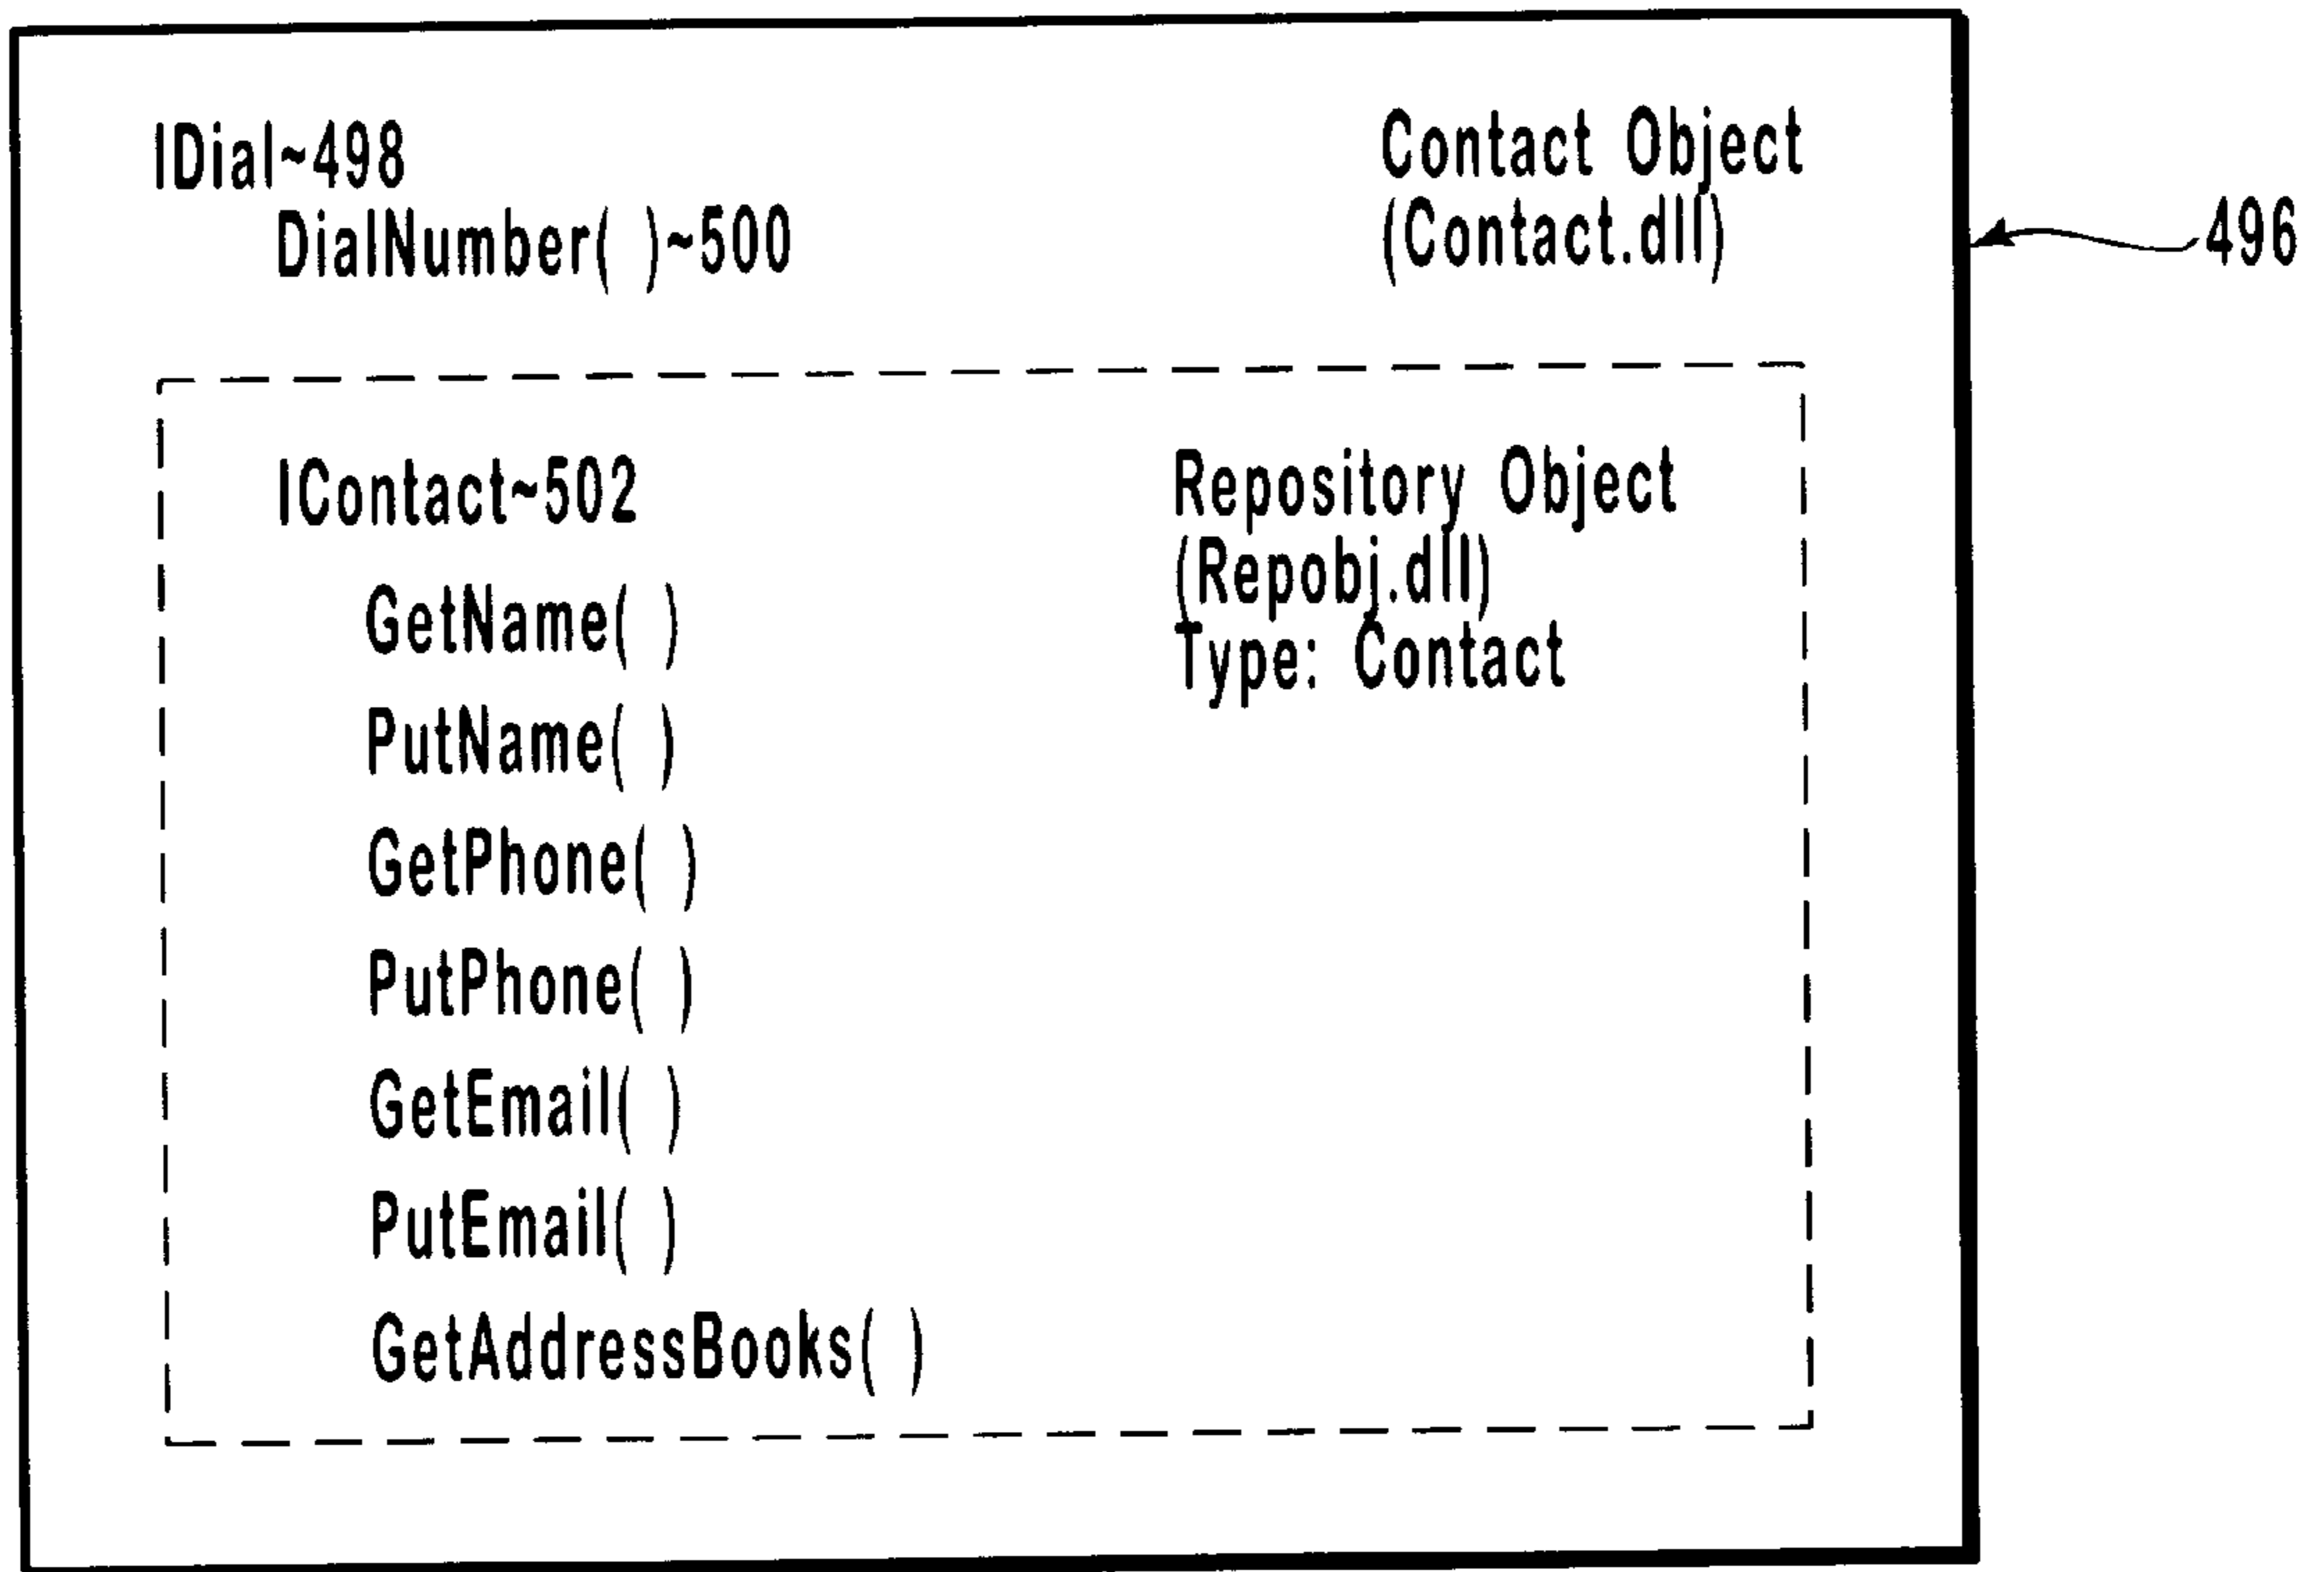 IDial~498
DialNumber( )~500
Contact Object
(Contact.dll)
496
IContact~502
GetName( )
PutName( )
GetPhone( )
PutPhone( )
GetEmail( )
PutEmail( )
GetAddressBooks( )
Repository Object
(Repobj.dll)
Type: Contact